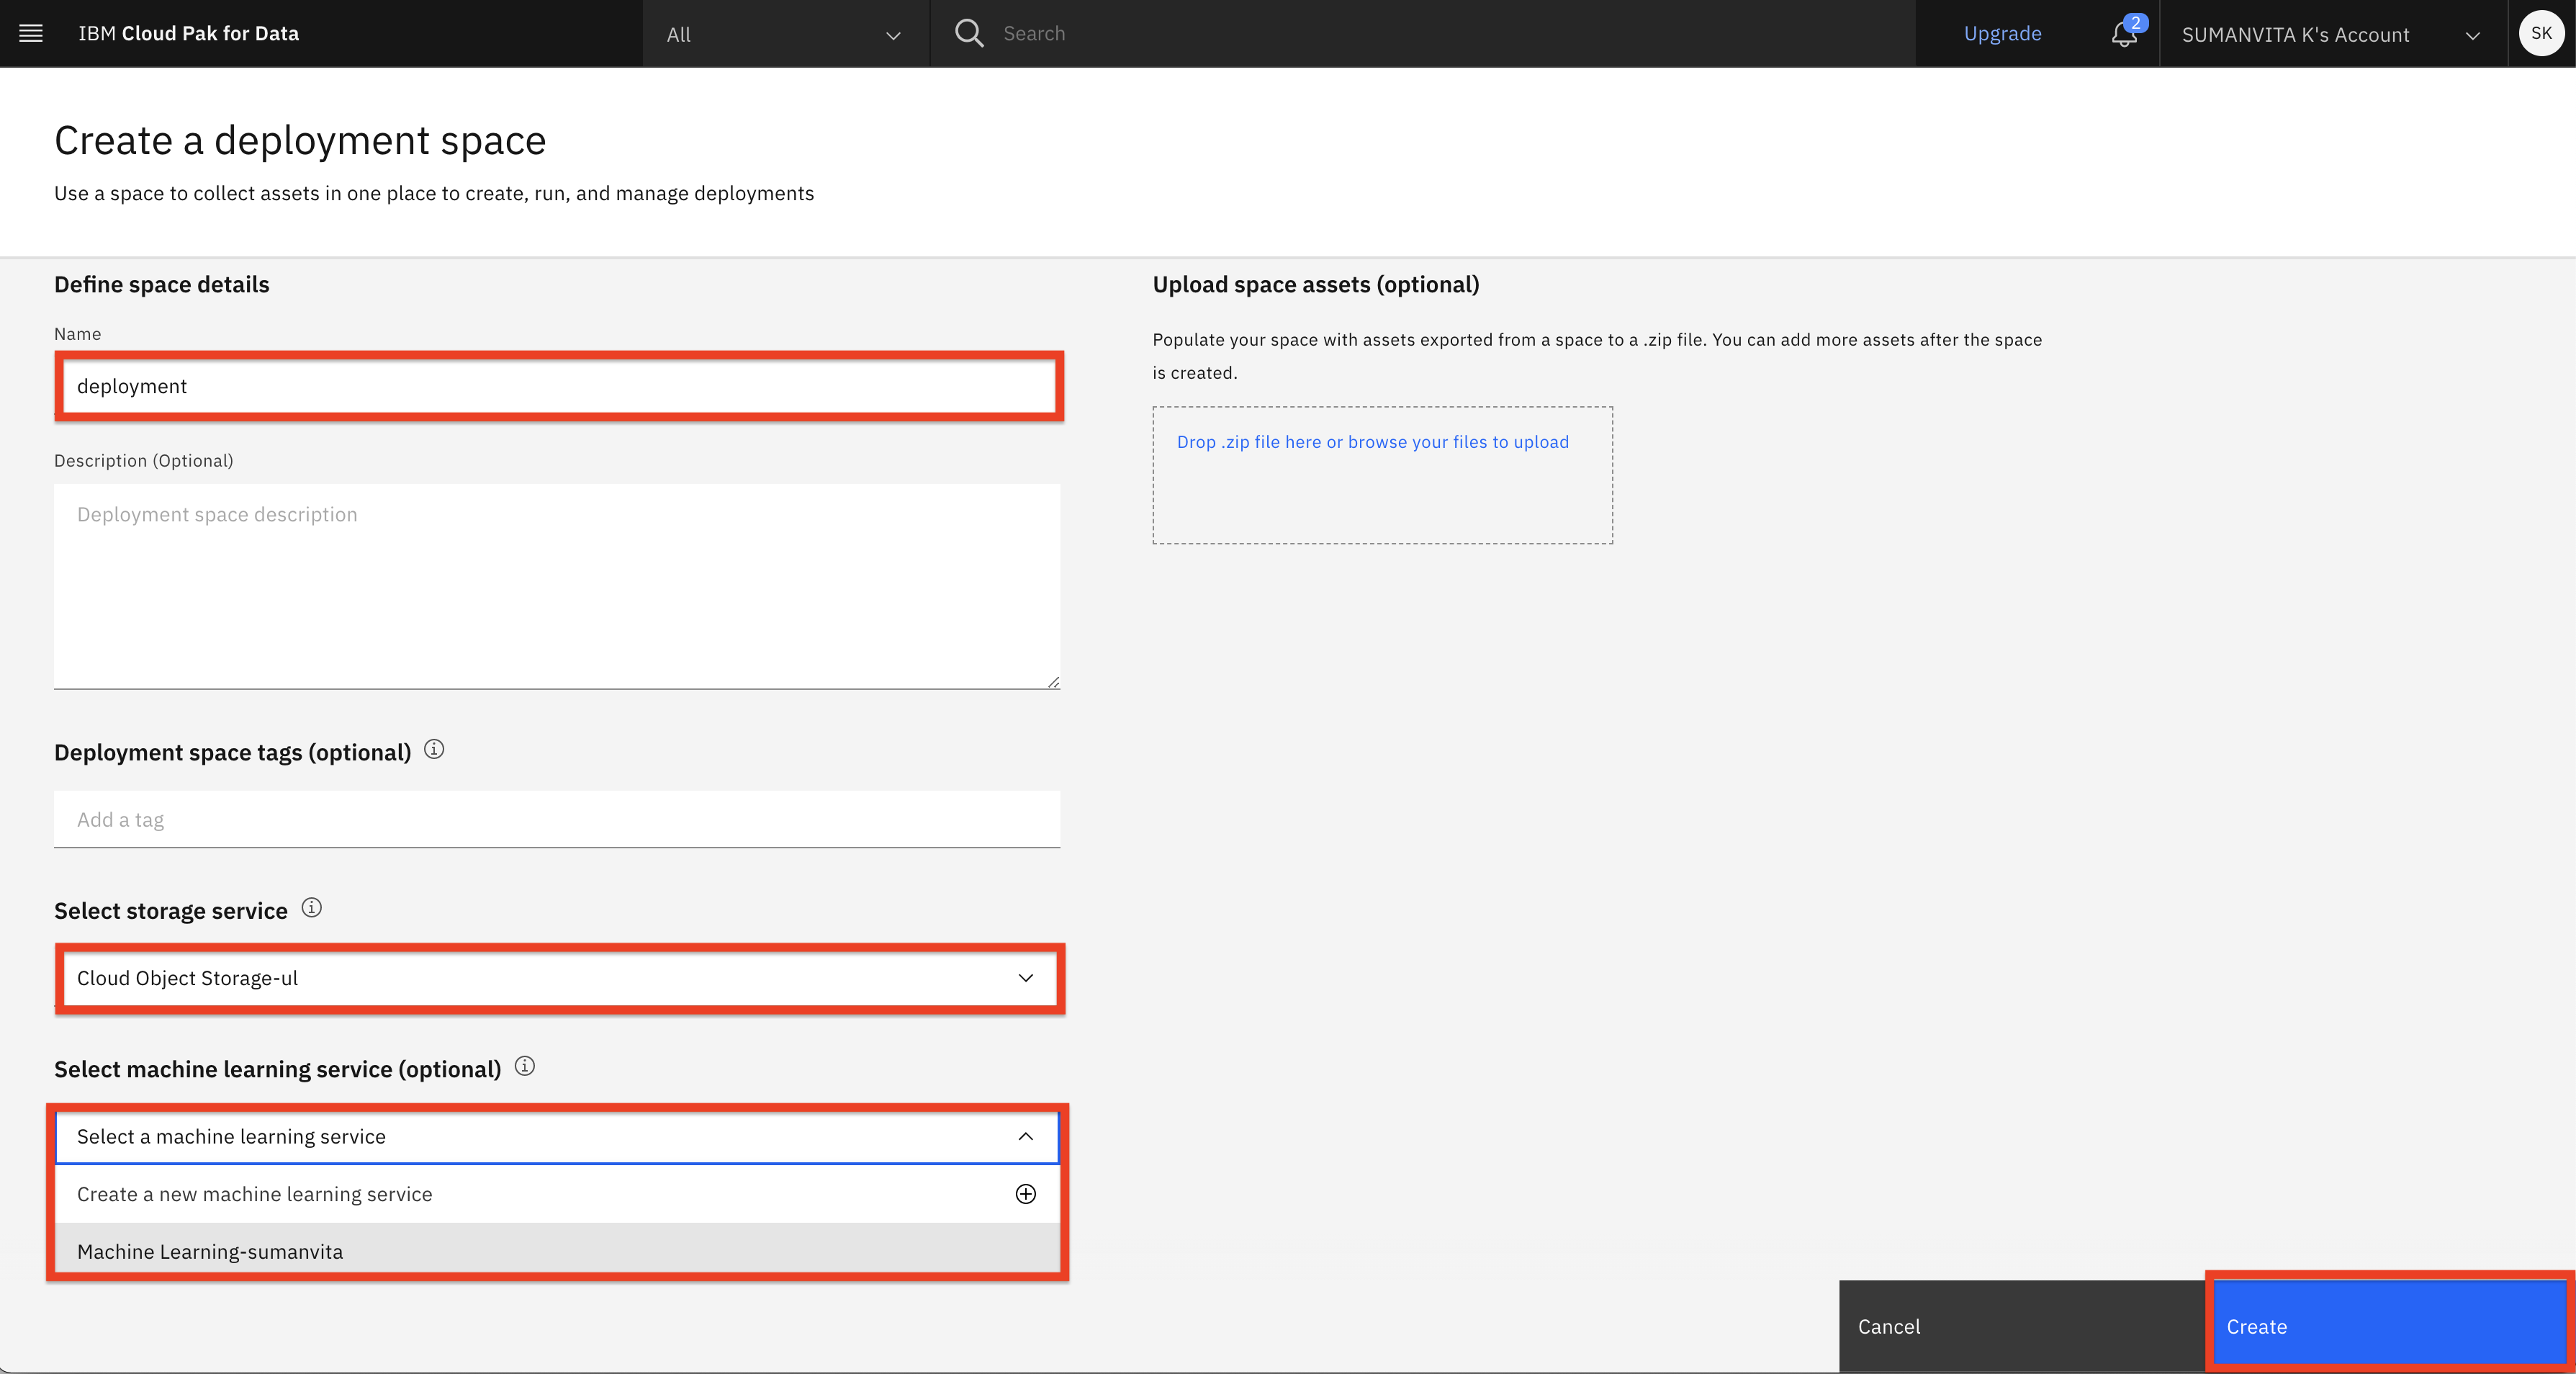 IBM Cloud Pak for Data
All
Search
Upgrade
2
SUMANVITA K's Account
SK
Create a deployment space
Use a space to collect assets in one place to create, run, and manage deployments
Define space details
Name
deployment
Description (Optional)
Deployment space description
Deployment space tags (optional)
Add a tag
Select storage service
Cloud Object Storage-ul
Select machine learning service (optional)
Select a machine learning service
Create a new machine learning service
Machine Learning-sumanvita
Upload space assets (optional)
Populate your space with assets exported from a space to a .zip file. You can add more assets after the space
is created.
Drop .zip file here or browse your files to upload
Cancel
Create